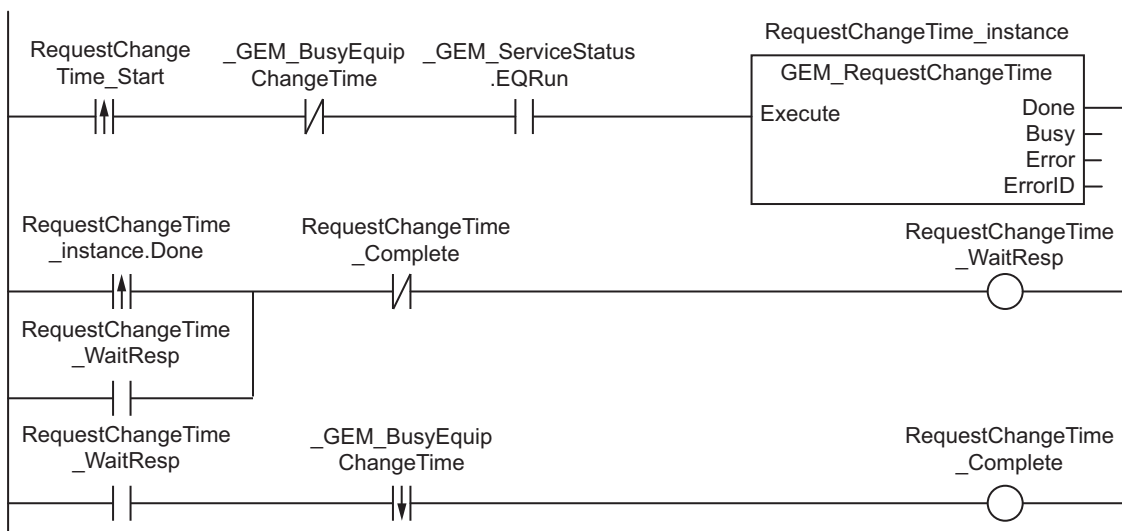 RequestChangeTime_instance
RequestChange
Time_Start
_GEM_BusyEquip
ChangeTime
_GEM_ServiceStatus
.EQRun
GEM_RequestChangeTime
Execute
Done
Busy
Error
ErrorID
RequestChangeTime
_instance.Done
RequestChangeTime
_Complete
RequestChangeTime
_WaitResp
RequestChangeTime
_WaitResp
RequestChangeTime
_WaitResp
_GEM_BusyEquip
ChangeTime
RequestChangeTime
_Complete